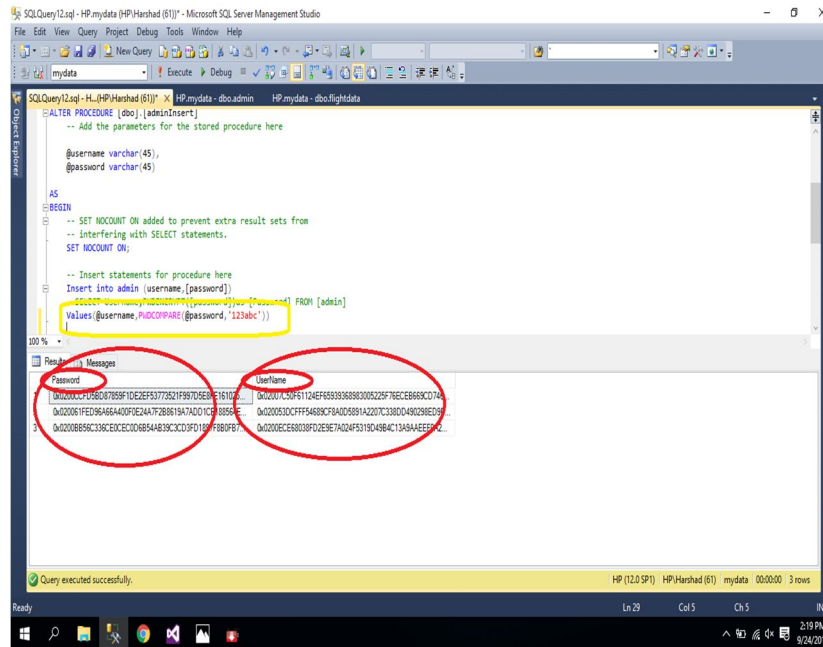 SQLQuery12.sql - HP.mydata (HP\Harshad (61))* - Microsoft SQL Server Management Studio
File Edit View Query Project Debug Tools Window Help
New Query
mydata Execute Debug
SQLQuery12.sql - H...(HP\Harshad (61))* HP.mydata - dbo.admin HP.mydata - dbo.flightdata
Object Explorer
ALTER PROCEDURE [dbo].[adminInsert]
-- Add the parameters for the stored procedure here
@username varchar(45),
@password varchar(45)
AS
BEGIN
-- SET NOCOUNT ON added to prevent extra result sets from
-- interfering with SELECT statements.
SET NOCOUNT ON;
-- Insert statements for procedure here
Insert into admin (username,[password])
FROM [admin]
Values(@username,PWDCOMPARE(@password,'123abc'))
100 %
Results Messages
Password UserName
3
Query executed successfully. HP (12.0 SP1) HP\Harshad (61) mydata 00:00:00 3 rows
Ready Ln 29 Col 5 Ch 5
2:19 PM